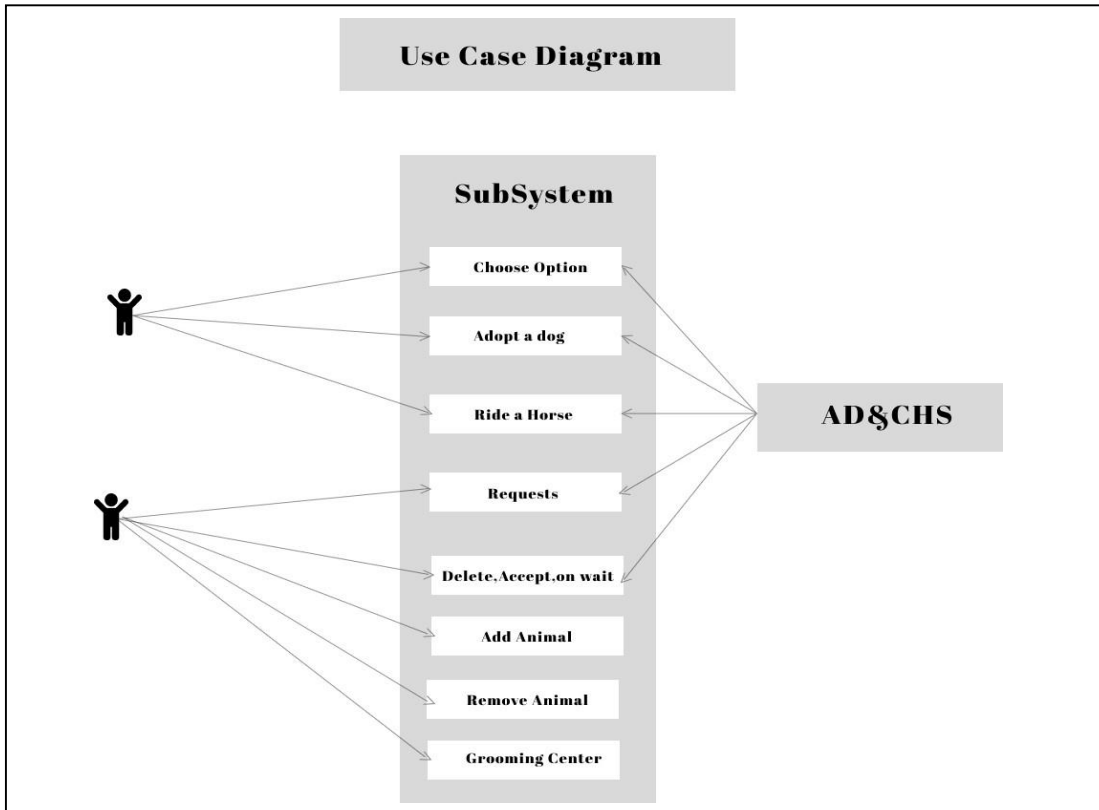 Use Case Diagram
SubSystem
Choose Option
Adopt a dog
Ride a Horse
AD&CHS
Requests
Delete,Accept,on wait
Add Animal
Remove Animal
Grooming Center